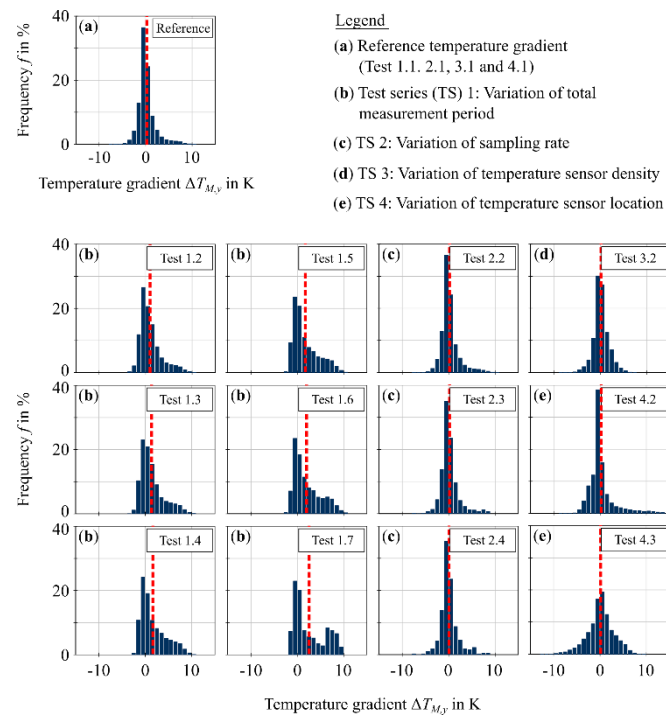 (a) Reference
40
20
0
-10 0 10
Frequency f in %
Temperature gradient ΔT_M,y in K
Legend
(a) Reference temperature gradient
(Test 1.1. 2.1, 3.1 and 4.1)
(b) Test series (TS) 1: Variation of total
measurement period
(c) TS 2: Variation of sampling rate
(d) TS 3: Variation of temperature sensor density
(e) TS 4: Variation of temperature sensor location
40
20
0
(b) Test 1.2
(b) Test 1.5
(c) Test 2.2
(d) Test 3.2
Frequency f in %
40
20
0
(b) Test 1.3
(b) Test 1.6
(c) Test 2.3
(e) Test 4.2
40
20
0
(b) Test 1.4
(b) Test 1.7
(c) Test 2.4
(e) Test 4.3
-10 0 10
-10 0 10
-10 0 10
-10 0 10
Temperature gradient ΔT_M,y in K